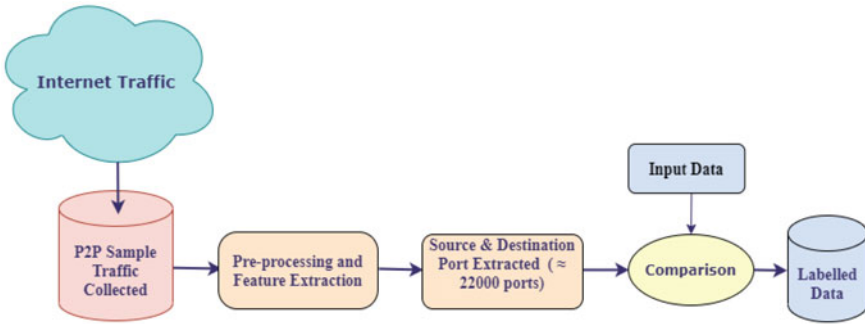 Internet Traffic
P2P Sample
Traffic
Collected
Pre-processing and
Feature Extraction
Source & Destination
Port Extracted ( ≈
22000 ports)
Input Data
Comparison
Labelled
Data